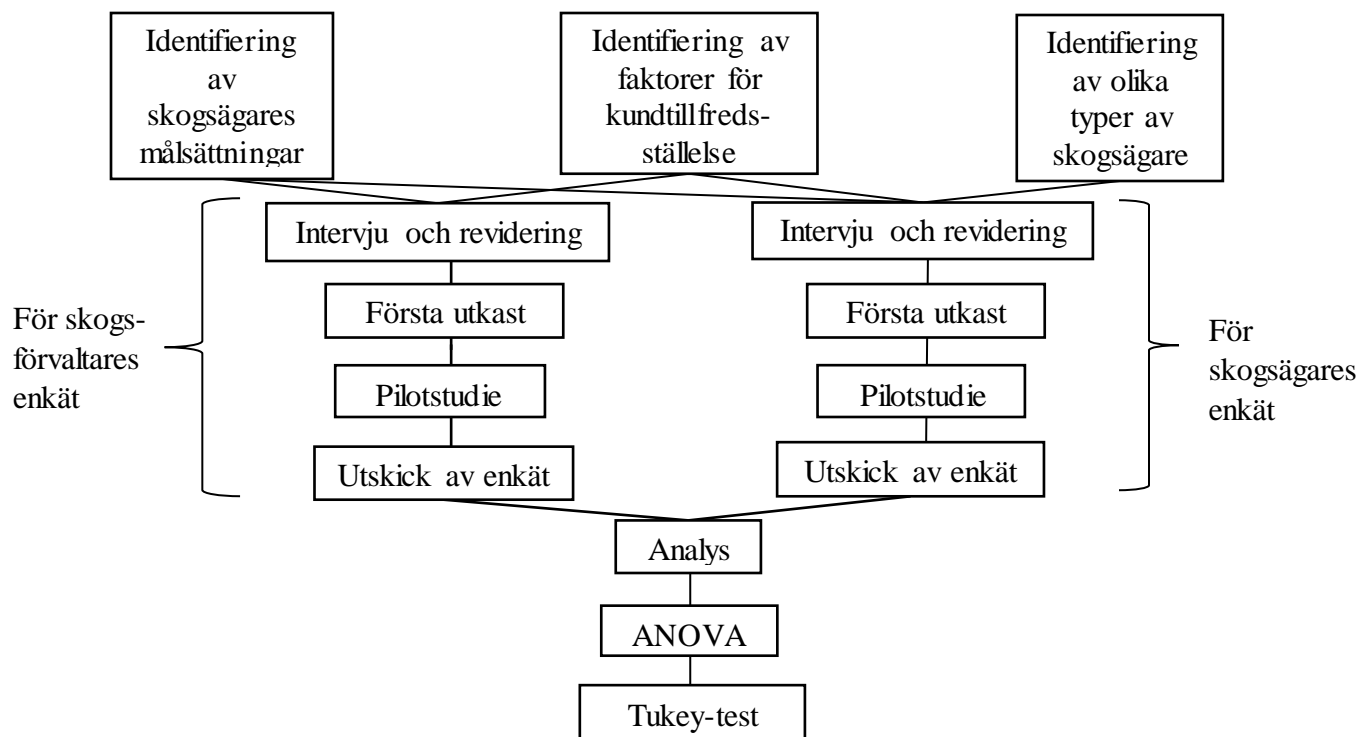 Identifiering
av
skogsägares
målsättningar
Identifiering av
faktorer för
kundtillfreds-
ställelse
Identifiering
av olika
typer av
skogsägare
För skogs-
förvaltares
enkät
Intervju och revidering
Första utkast
Pilotstudie
Utskick av enkät
Intervju och revidering
Första utkast
Pilotstudie
Utskick av enkät
För
skogsägares
enkät
Analys
ANOVA
Tukey-test